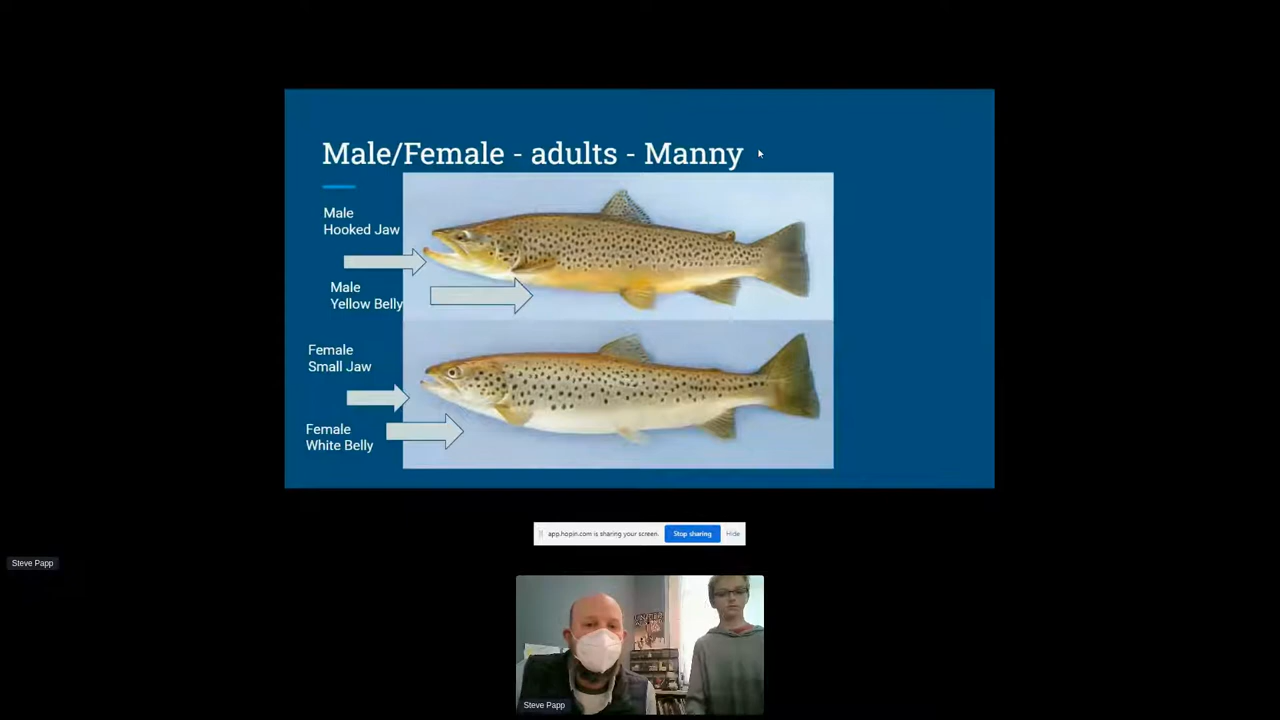 Male/Female - adults - Manny
Male
Hooked Jaw
Male
Yellow Belly
Female
Small Jaw
Female
White Belly
app.hopin.com is sharing your screen.
Stop sharing
Hide
Steve Papp
Steve Papp